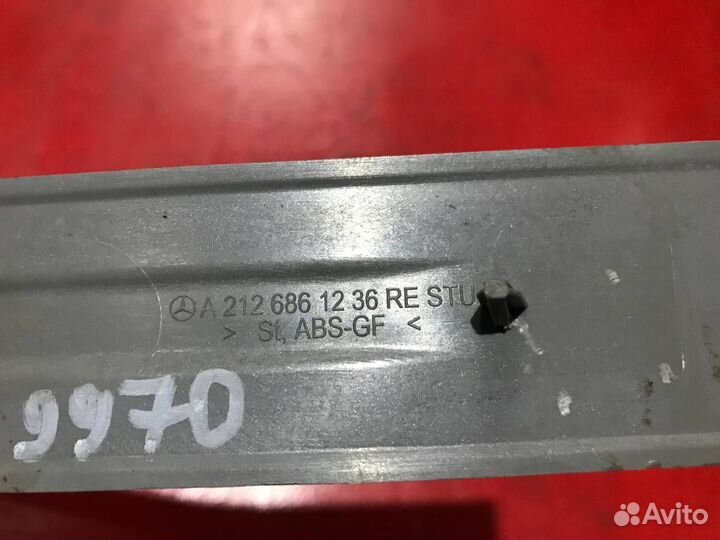 A 212 686 12 36 RE STU
> St, ABS-GF <
9970
Avito